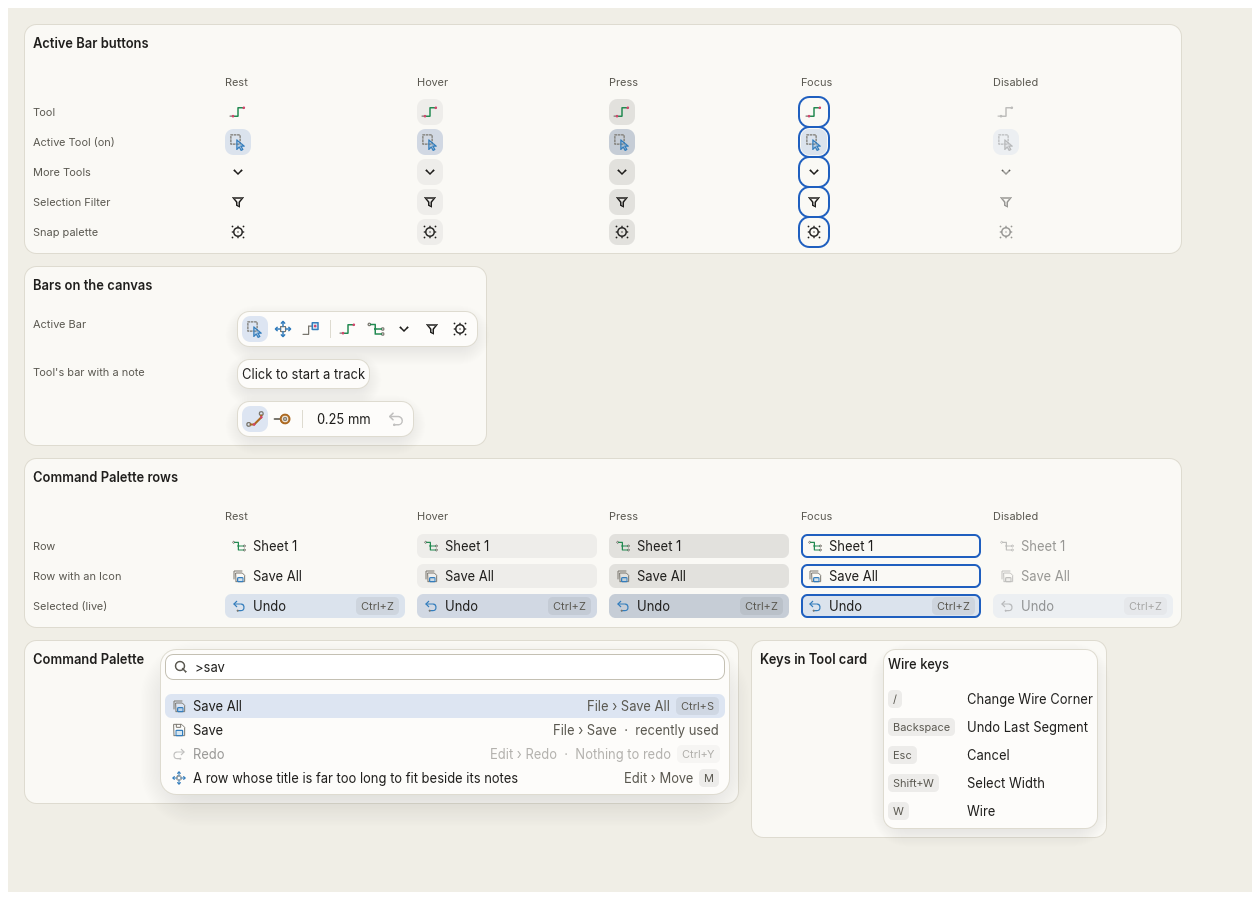 Active Bar buttons
Rest Hover Press Focus Disabled
Tool
Active Tool (on)
More Tools
Selection Filter
Snap palette
Bars on the canvas
Active Bar
Tool's bar with a note
Click to start a track
0.25 mm
Command Palette rows
Rest Hover Press Focus Disabled
Row Sheet 1 Sheet 1 Sheet 1 Sheet 1 Sheet 1
Row with an Icon Save All Save All Save All Save All Save All
Selected (live) Undo Ctrl+Z Undo Ctrl+Z Undo Ctrl+Z Undo Ctrl+Z Undo Ctrl+Z
Command Palette
>sav
Save All File › Save All Ctrl+S
Save File › Save · recently used
Redo Edit › Redo · Nothing to redo Ctrl+Y
A row whose title is far too long to fit beside its notes Edit › Move M
Keys in Tool card
Wire keys
/ Change Wire Corner
Backspace Undo Last Segment
Esc Cancel
Shift+W Select Width
W Wire